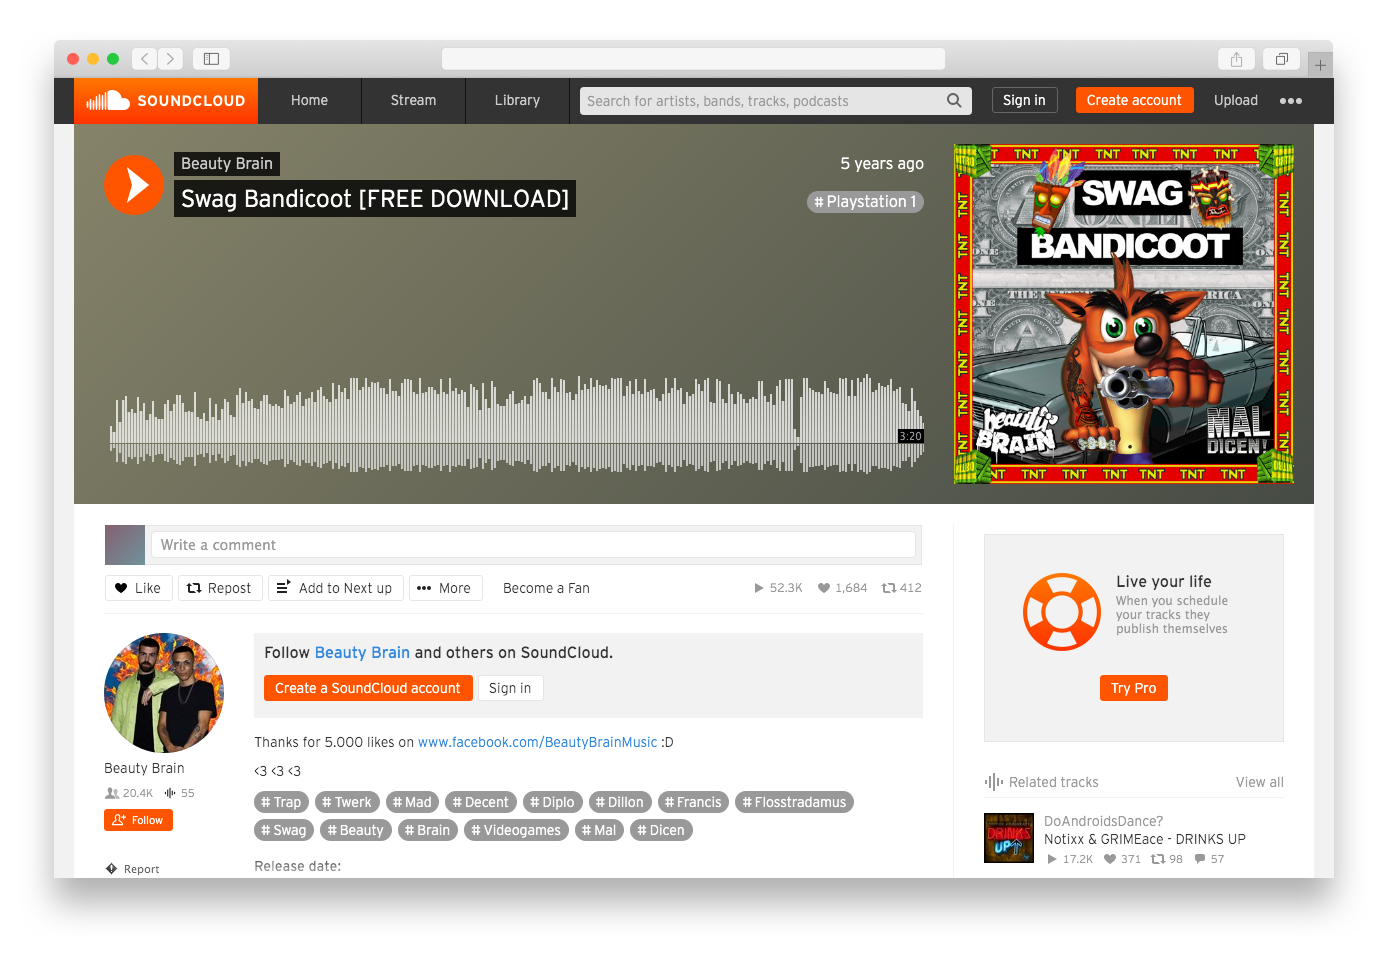 SOUNDCLOUD
Home
Stream
Library
Search for artists, bands, tracks, podcasts
Sign in
Create account
Upload
Beauty Brain
Swag Bandicoot [FREE DOWNLOAD]
5 years ago
# Playstation 1
3:20
TNT TNT TNT TNT TNT
SWAG
BANDICOOT
beauty
BRAIN
MAL
DICEN!
TNT TNT TNT TNT TNT
Write a comment
Like
Repost
Add to Next up
More
Become a Fan
52.3K
1,684
412
Live your life
When you schedule
your tracks they
publish themselves
Try Pro
Follow Beauty Brain and others on SoundCloud.
Create a SoundCloud account
Sign in
Beauty Brain
20.4K 55
Follow
Report
Thanks for 5.000 likes on www.facebook.com/BeautyBrainMusic :D
<3 <3 <3
# Trap # Twerk # Mad # Decent # Diplo # Dillon # Francis # Flosstradamus
# Swag # Beauty # Brain # Videogames # Mal # Dicen
Release date:
Related tracks
View all
DoAndroidsDance?
Notixx & GRIMEace - DRINKS UP
17.2K 371 98 57
DRINKS
UP